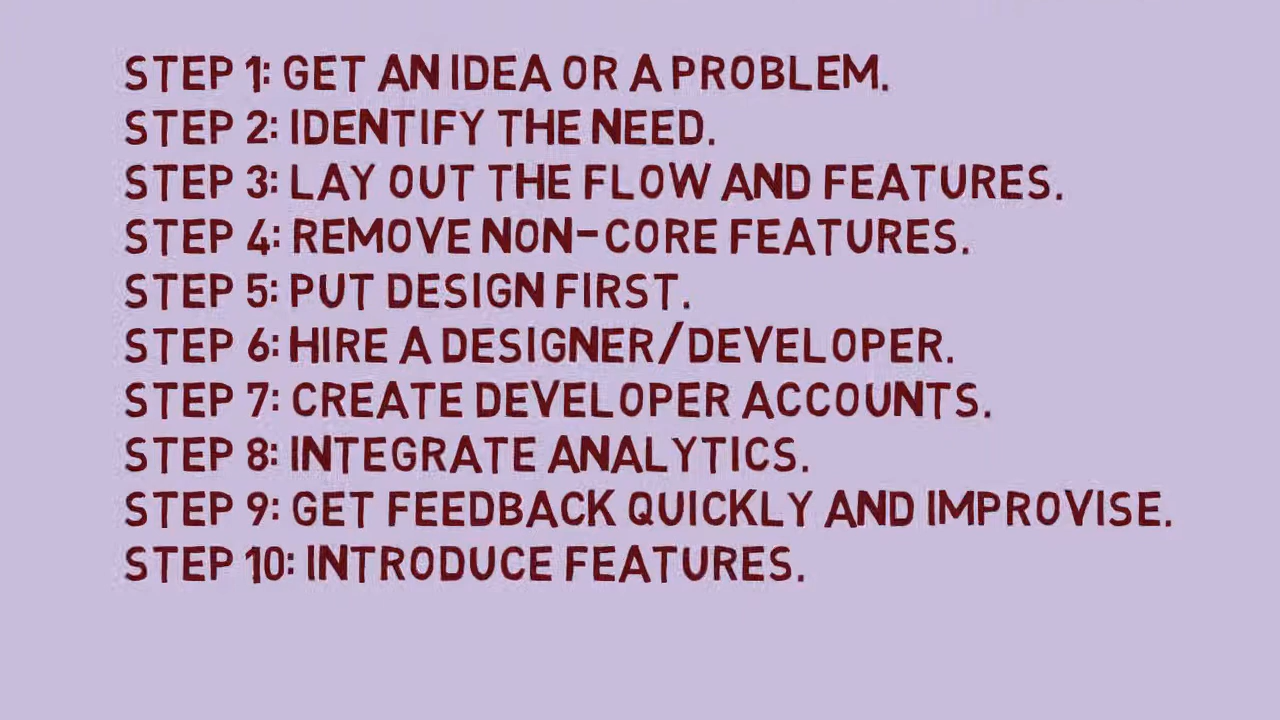 STEP 1: GET AN IDEA OR A PROBLEM.
STEP 2: IDENTIFY THE NEED.
STEP 3: LAY OUT THE FLOW AND FEATURES.
STEP 4: REMOVE NON-CORE FEATURES.
STEP 5: PUT DESIGN FIRST.
STEP 6: HIRE A DESIGNER/DEVELOPER.
STEP 7: CREATE DEVELOPER ACCOUNTS.
STEP 8: INTEGRATE ANALYTICS.
STEP 9: GET FEEDBACK QUICKLY AND IMPROVISE.
STEP 10: INTRODUCE FEATURES.